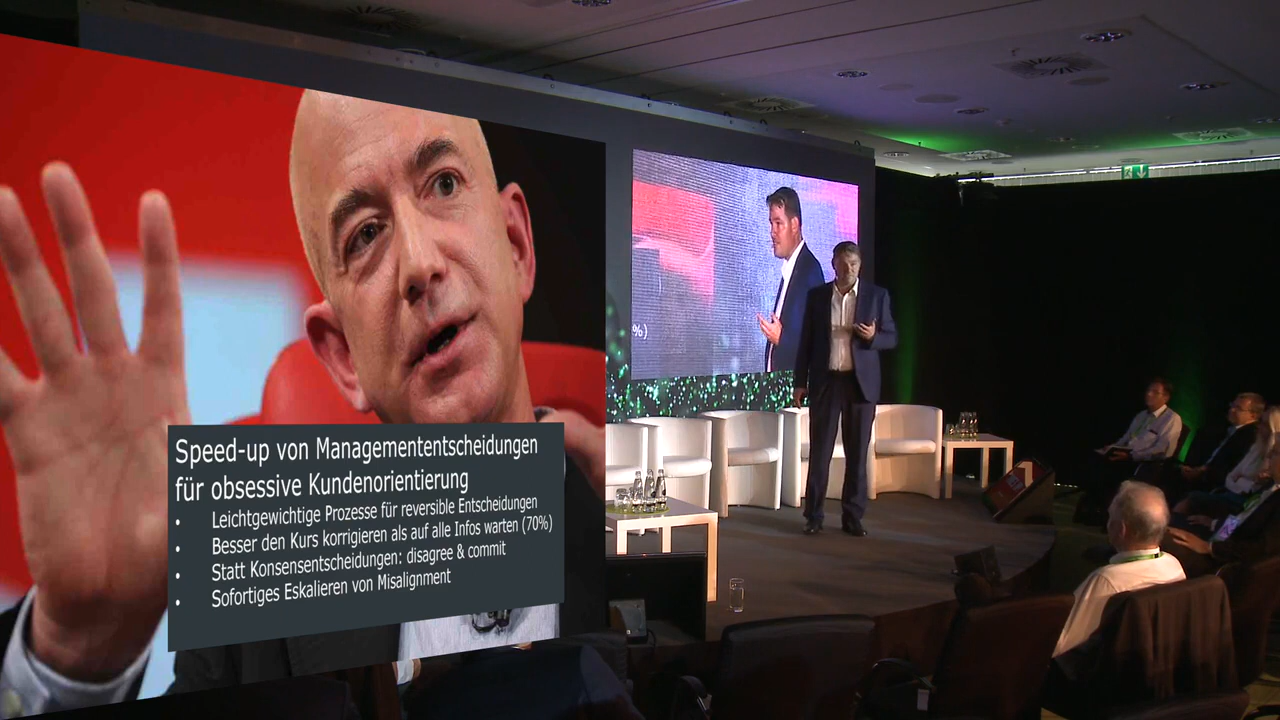 Speed-up von Managemententscheidungen
für obsessive Kundenorientierung
• Leichtgewichtige Prozesse für reversible Entscheidungen
• Besser den Kurs korrigieren als auf alle Infos warten (70%)
• Statt Konsensentscheidungen: disagree & commit
• Sofortiges Eskalieren von Misalignment
%)